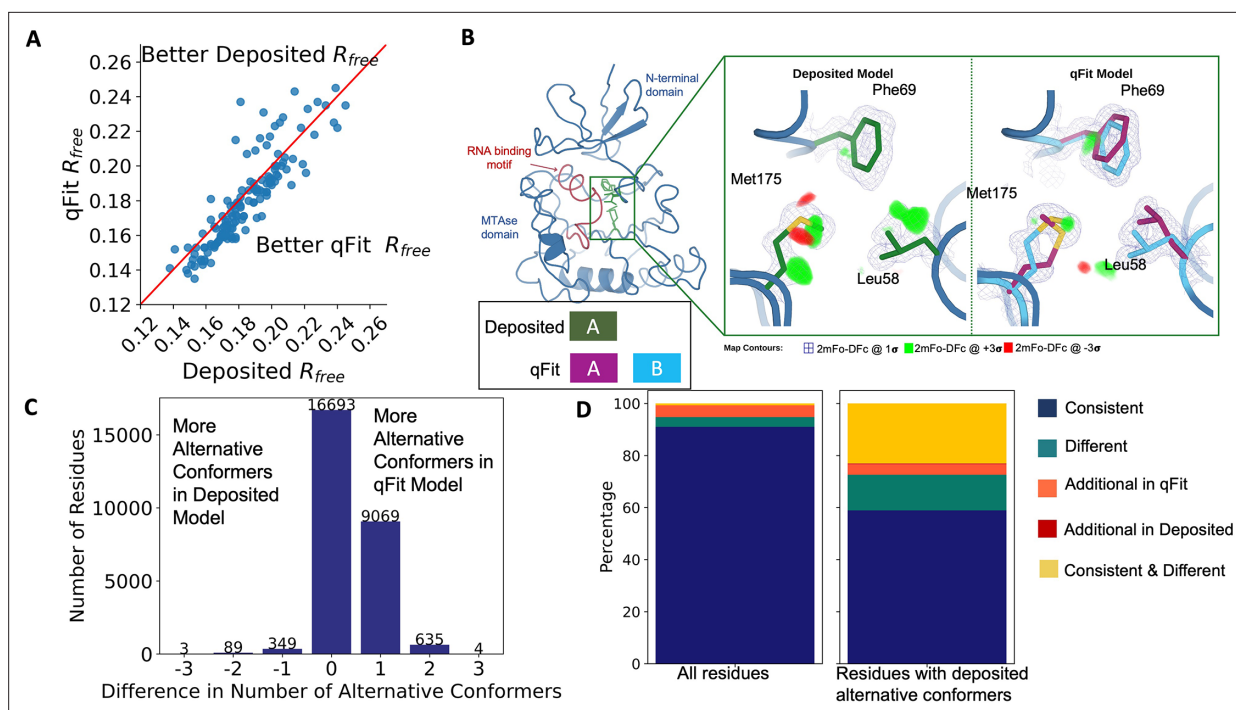 A
Better Deposited Rfree
0.26
0.24
0.22
0.20
0.18
0.16
0.14
0.12
qFit Rfree
Better qFit Rfree
0.12
0.14
0.16
0.18
0.20
0.22
0.24
0.26
Deposited Rfree
B
N-terminal
domain
RNA binding
motif
MTAse
domain
Deposited Model
Phe69
Met175
Leu58
qFit Model
Phe69
Met175
Leu58
Deposited A
qFit A B
Map Contours: 2mFo-DFc @ 1σ 2mFo-DFc @ +3σ 2mFo-DFc @ -3σ
C
More
Alternative
Conformers
in Deposited
Model
More
Alternative
Conformers in
qFit Model
Number of Residues
15000
10000
5000
0
3
89
349
16693
9069
635
4
-3 -2 -1 0 1 2 3
Difference in Number of Alternative Conformers
D
Percentage
100
80
60
40
20
0
All residues
Residues with deposited
alternative conformers
Consistent
Different
Additional in qFit
Additional in Deposited
Consistent & Different